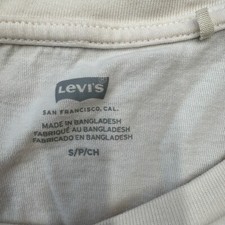 LEVI'S
SAN FRANCISCO, CAL.
MADE IN BANGLADESH
FABRIQUÉ AU BANGLADESH
FABRICADO EN BANGLADESH
S/P/CH